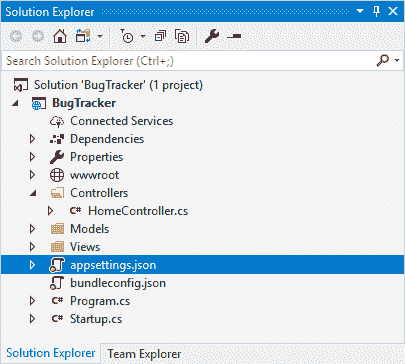 Solution Explorer
Search Solution Explorer (Ctrl+;)
Solution 'BugTracker' (1 project)
BugTracker
Connected Services
Dependencies
Properties
wwwroot
Controllers
C# HomeController.cs
Models
Views
appsettings.json
bundleconfig.json
C# Program.cs
C# Startup.cs
Solution Explorer Team Explorer